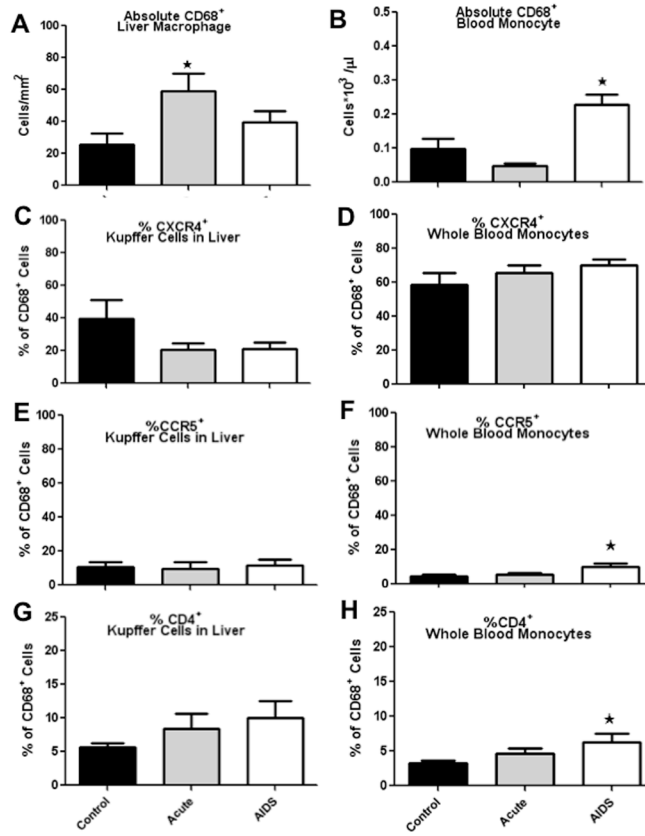 A
Absolute CD68+
Liver Macrophage
Cells/mm2
100
80
60
40
20
0
★
B
Absolute CD68+
Blood Monocyte
Cells*10^3 /µl
0.5
0.4
0.3
0.2
0.1
0.0
★
C
% CXCR4+
Kupffer Cells in Liver
% of CD68+ Cells
100
80
60
40
20
0
D
% CXCR4+
Whole Blood Monocytes
% of CD68+ Cells
100
80
60
40
20
0
E
%CCR5+
Kupffer Cells in Liver
% of CD68+ Cells
100
80
60
40
20
0
F
% CCR5+
Whole Blood Monocytes
% of CD68+ Cells
100
80
60
40
20
0
★
G
% CD4+
Kupffer Cells in Liver
% of CD68+ Cells
25
20
15
10
5
0
Control
Acute
AIDS
H
%CD4+
Whole Blood Monocytes
% of CD68+ Cells
25
20
15
10
5
0
★
Control
Acute
AIDS